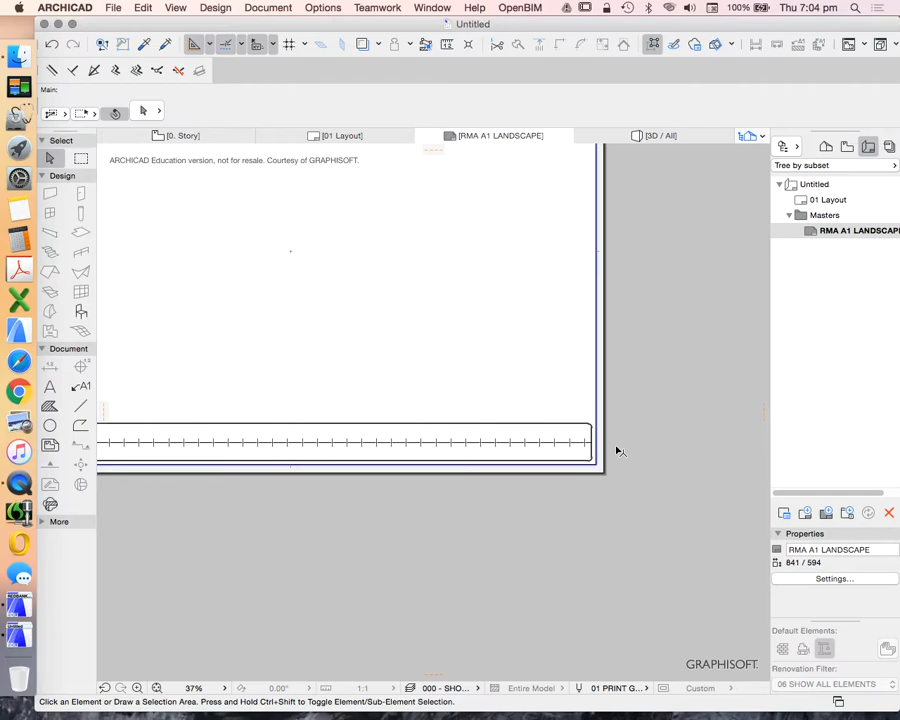 ARCHICAD File Edit View Design Document Options Teamwork Window Help OpenBIM 100% Thu 7:04 pm
Untitled
Main:
Select
[0. Story] [01 Layout] [RMA A1 LANDSCAPE] [3D / All]
ARCHICAD Education version, not for resale. Courtesy of GRAPHISOFT.
Design
Document
A1
More
Tree by subset
Untitled
01 Layout
Masters
RMA A1 LANDSCAPE
Properties
RMA A1 LANDSCAPE
841 / 594
Settings...
Default Elements:
Renovation Filter:
06 SHOW ALL ELEMENTS
GRAPHISOFT.
37% 0.00° 1:1 000 - SHO... Entire Model 01 PRINT G... Custom
Click an Element or Draw a Selection Area. Press and Hold Ctrl+Shift to Toggle Element/Sub-Element Selection.